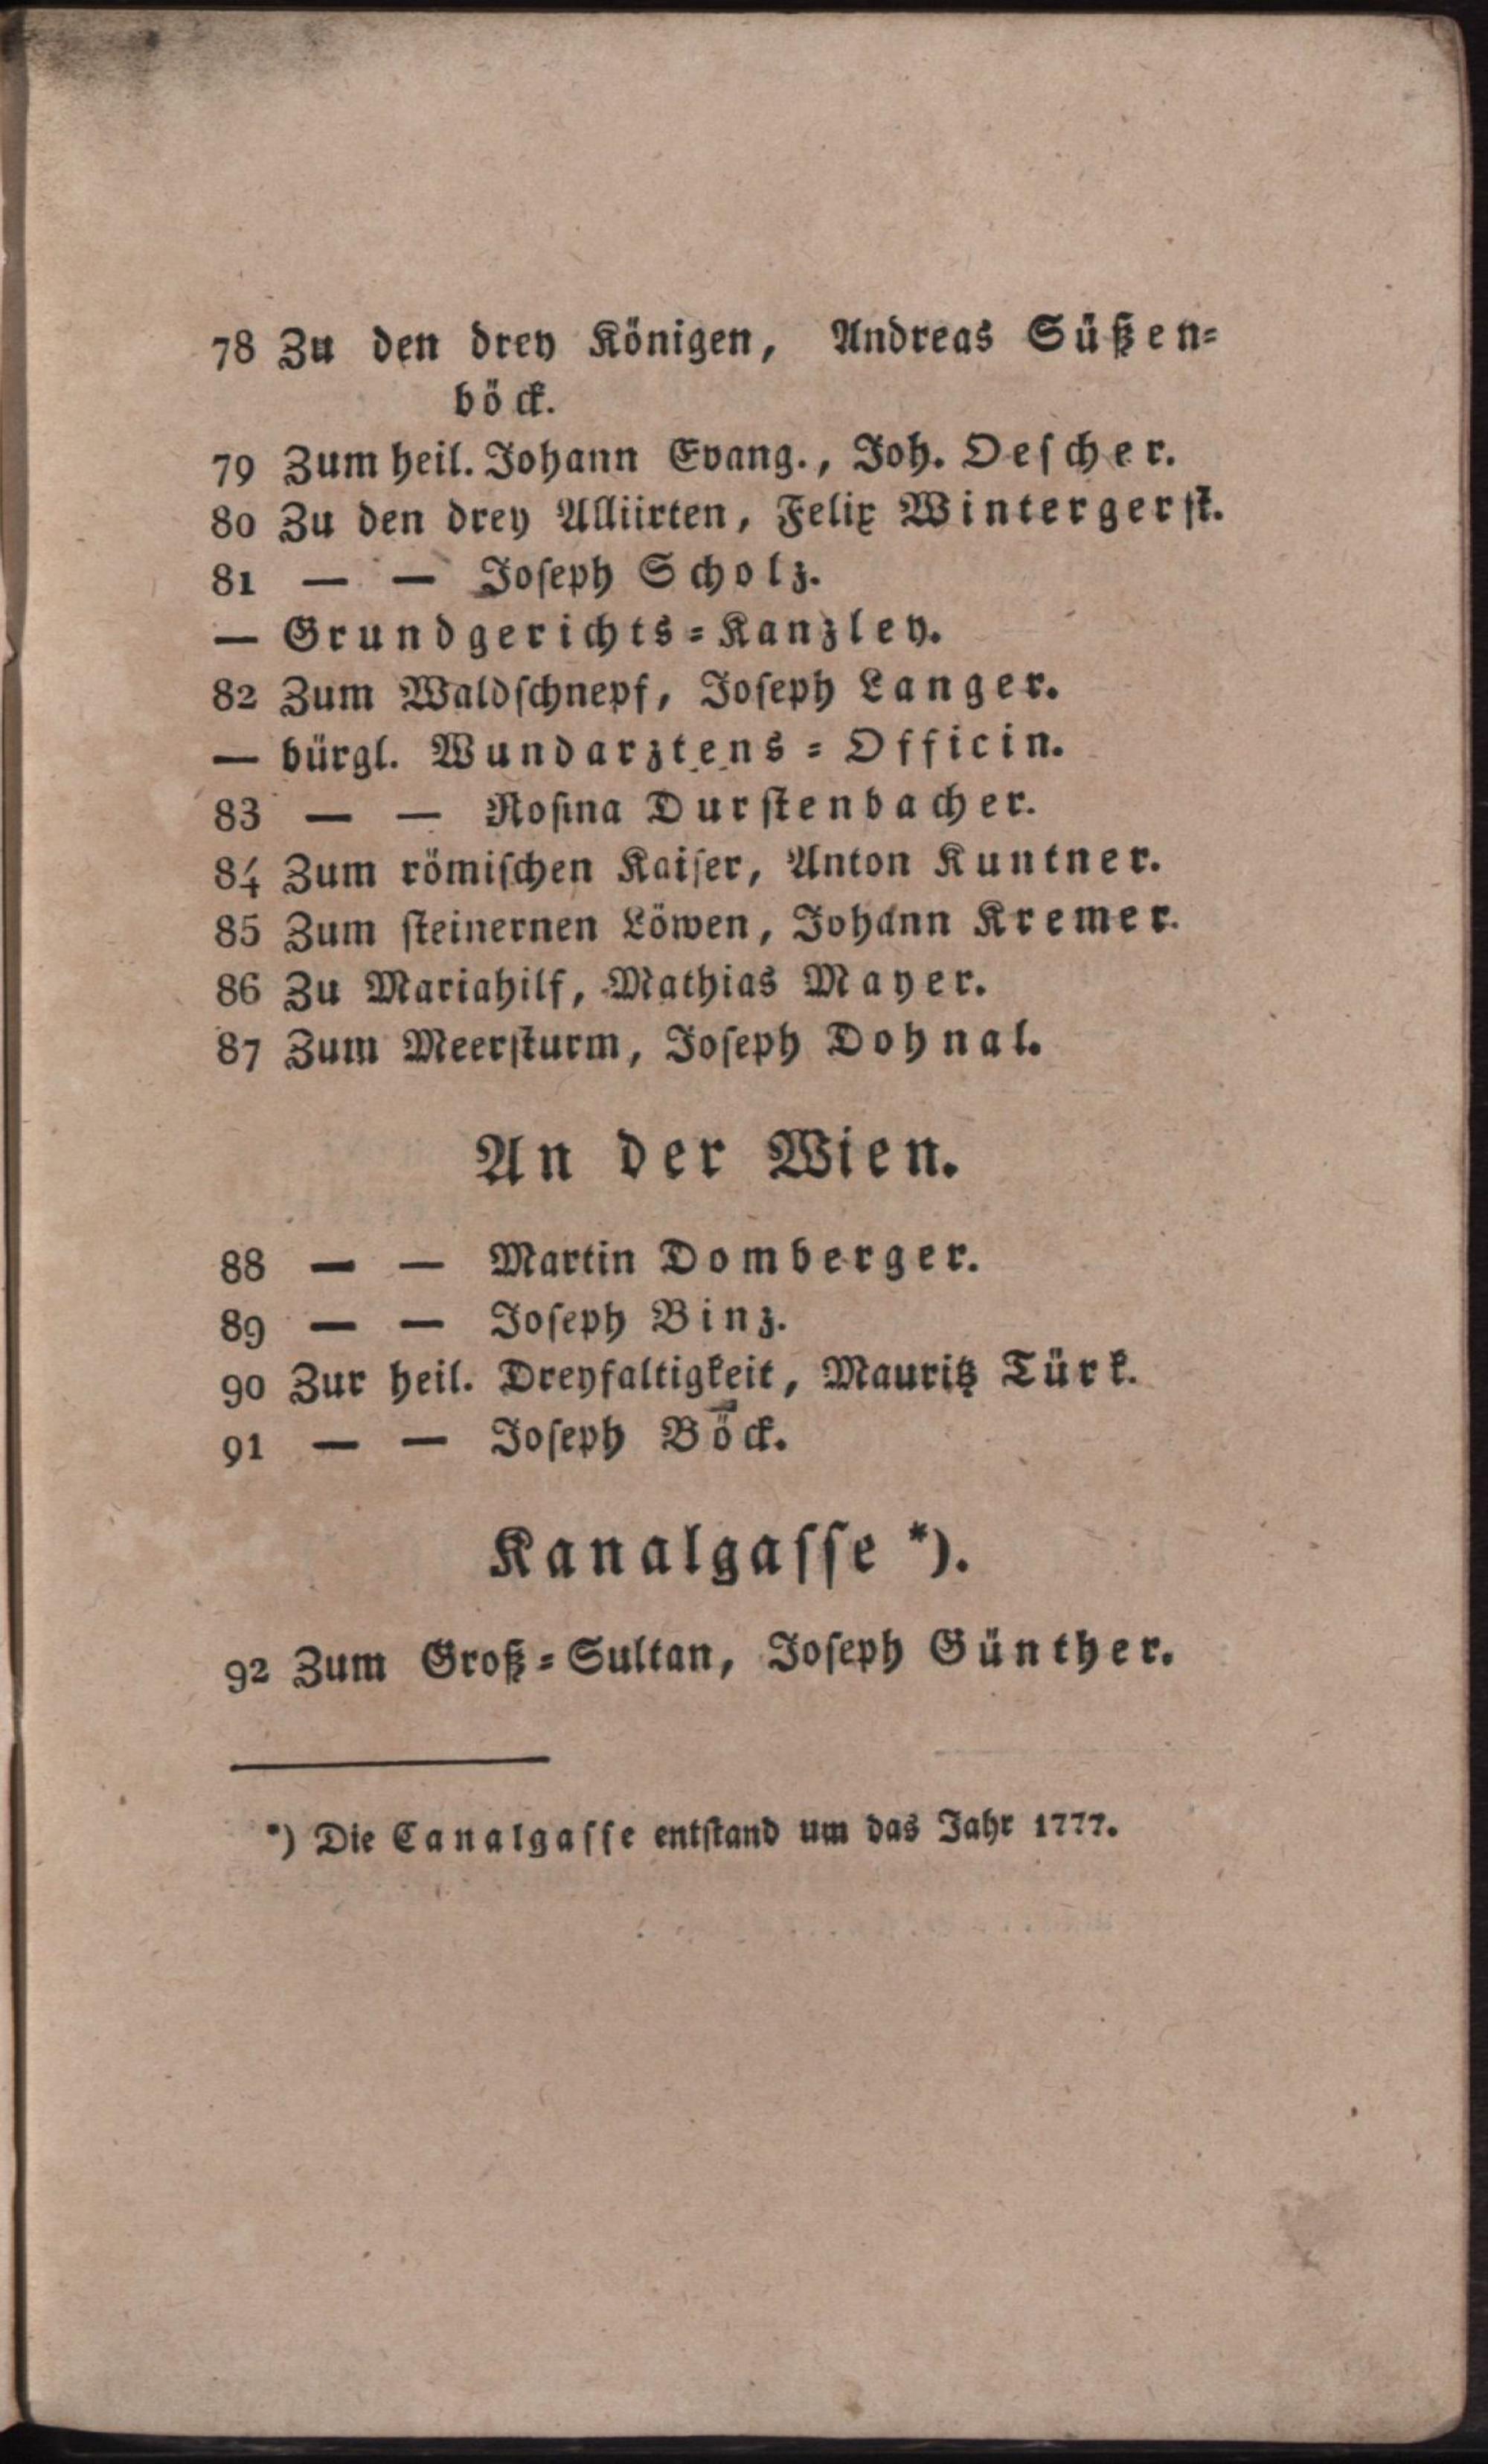 78 Zu den drey Königen, Andreas Süßen-
böck.
79 Zum heil. Johann Evang., Joh. Oescher.
80 Zu den drey Alliirten, Felix Wintergerst.
81 — — Joseph Scholz.
— Grundgerichts-Kanzley.
82 Zum Waldschnepf, Joseph Langer.
— bürgl. Wundarztens-Officin.
83 — — Rosina Durstenbacher.
84 Zum römischen Kaiser, Anton Kuntner.
85 Zum steinernen Löwen, Johann Kremer.
86 Zu Mariahilf, Mathias Mayer.
87 Zum Meersturm, Joseph Dohnal.
An der Wien.
88 — — Martin Domberger.
89 — — Joseph Binz.
90 Zur heil. Dreyfaltigkeit, Mauritz Türk.
91 — — Joseph Böck.
Kanalgasse *).
92 Zum Groß-Sultan, Joseph Günther.
*) Die Canalgasse entstand um das Jahr 1777.